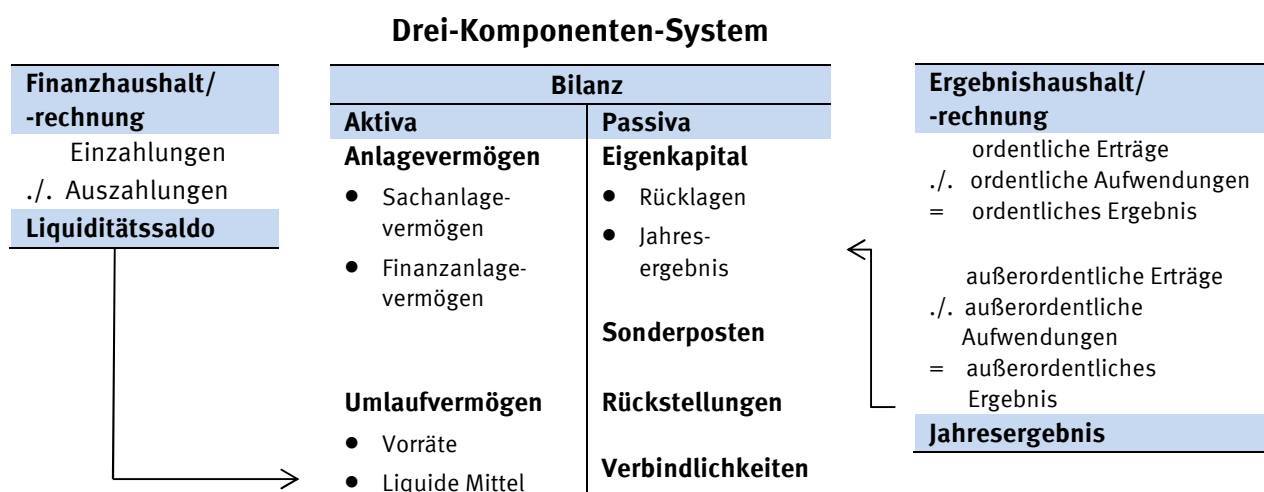 Drei-Komponenten-System
Finanzhaushalt/
-rechnung
Einzahlungen
./. Auszahlungen
Liquiditätssaldo
Bilanz
Aktiva
Anlagevermögen
● Sachanlage-
vermögen
● Finanzanlage-
vermögen
Umlaufvermögen
● Vorräte
● Liquide Mittel
Passiva
Eigenkapital
● Rücklagen
● Jahres-
ergebnis
Sonderposten
Rückstellungen
Verbindlichkeiten
Ergebnishaushalt/
-rechnung
ordentliche Erträge
./. ordentliche Aufwendungen
= ordentliches Ergebnis
außerordentliche Erträge
./. außerordentliche
Aufwendungen
= außerordentliches
Ergebnis
Jahresergebnis